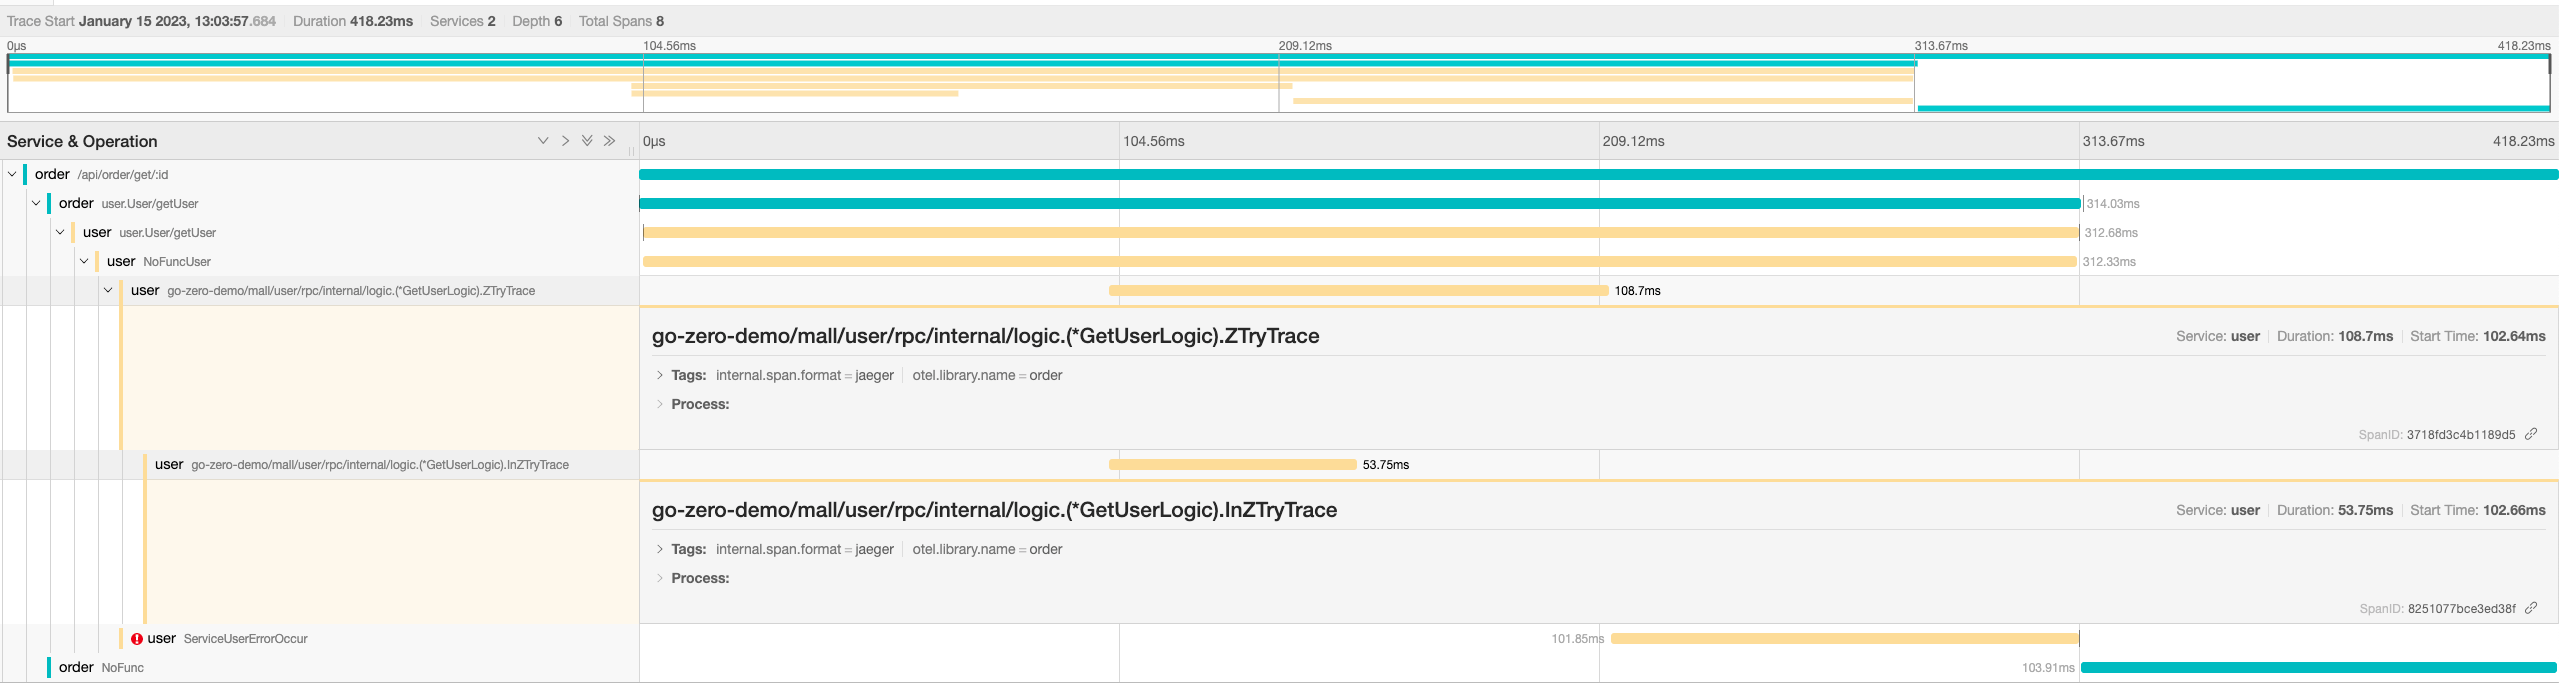 Trace Start January 15 2023, 13:03:57.684 Duration 418.23ms Services 2 Depth 6 Total Spans 8
0μs 104.56ms 209.12ms 313.67ms 418.23ms
Service & Operation 0μs 104.56ms 209.12ms 313.67ms 418.23ms
order /api/order/get/:id
order user.User/getUser 314.03ms
user user.User/getUser 312.68ms
user NoFuncUser 312.33ms
user go-zero-demo/mall/user/rpc/internal/logic.(*GetUserLogic).ZTryTrace 108.7ms
go-zero-demo/mall/user/rpc/internal/logic.(*GetUserLogic).ZTryTrace Service: user Duration: 108.7ms Start Time: 102.64ms
Tags: internal.span.format = jaeger otel.library.name = order
Process:
SpanID: 3718fd3c4b1189d5
user go-zero-demo/mall/user/rpc/internal/logic.(*GetUserLogic).InZTryTrace 53.75ms
go-zero-demo/mall/user/rpc/internal/logic.(*GetUserLogic).InZTryTrace Service: user Duration: 53.75ms Start Time: 102.66ms
Tags: internal.span.format = jaeger otel.library.name = order
Process:
SpanID: 8251077bce3ed38f
user ServiceUserErrorOccur 101.85ms
order NoFunc 103.91ms